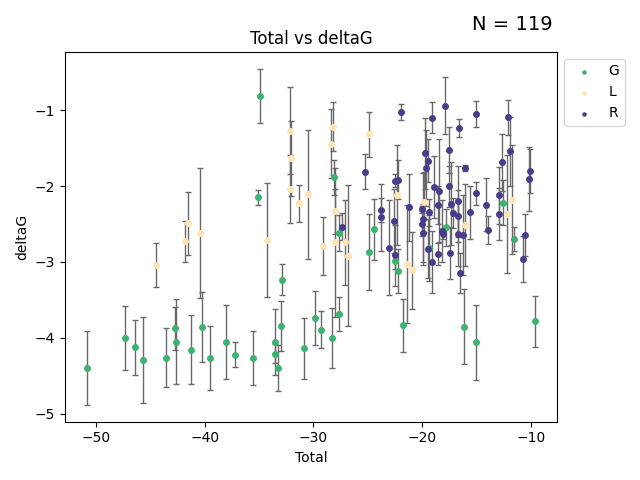 N = 119
Total vs deltaG
G
L
R
−1
−2
−3
−4
−5
deltaG
−50 −40 −30 −20 −10
Total